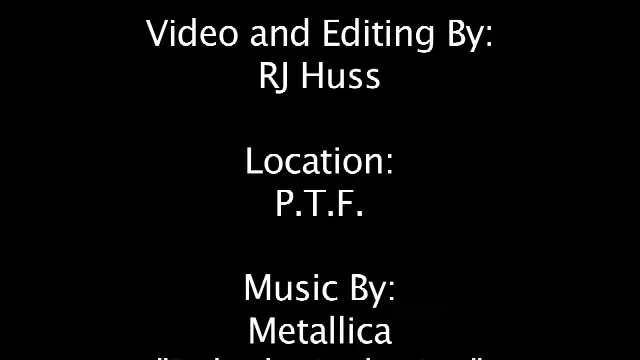 Video and Editing By:
RJ Huss
Location:
P.T.F.
Music By:
Metallica